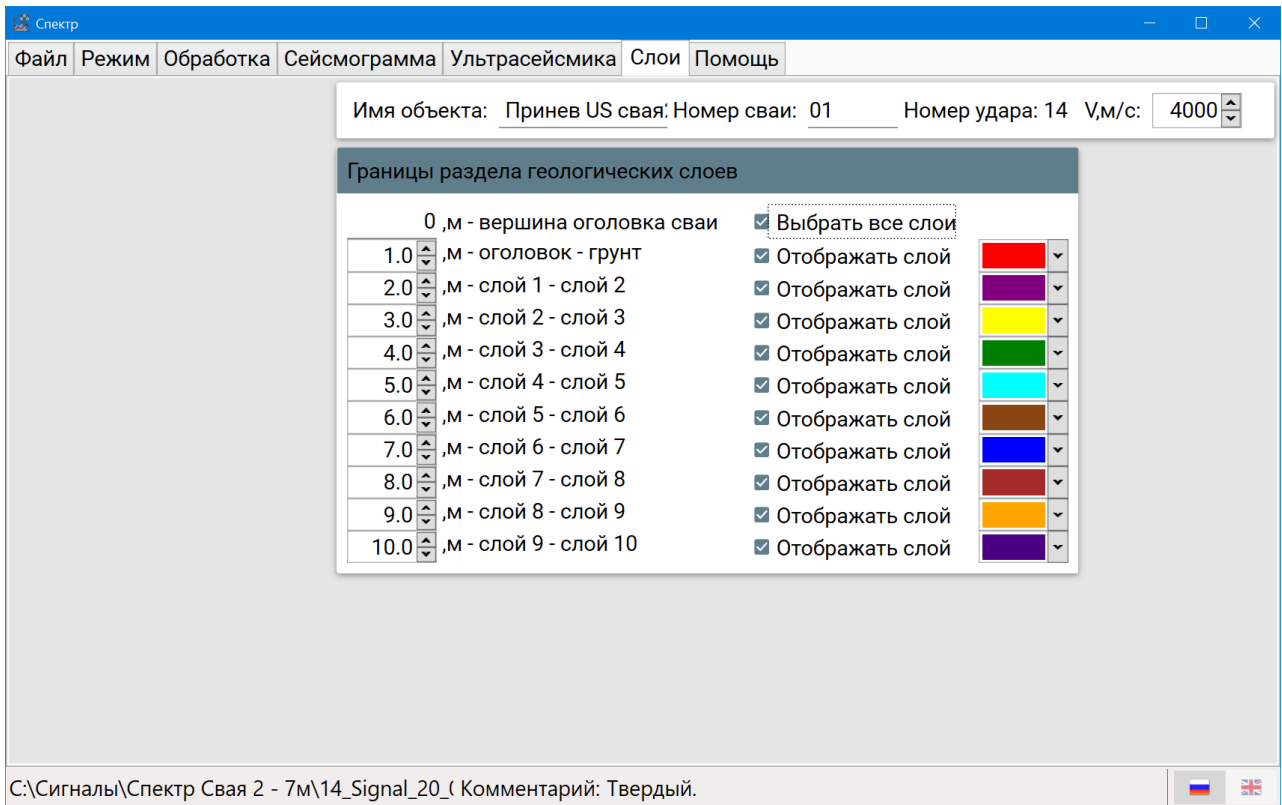 Спектр
Файл Режим Обработка Сейсмограмма Ультрасейсмика Слои Помощь
Имя объекта: Принев US свая: Номер сваи: 01 Номер удара: 14 V,м/с: 4000
Границы раздела геологических слоев
0 ,м - вершина оголовка сваи Выбрать все слои
1.0 ,м - оголовок - грунт Отображать слой
2.0 ,м - слой 1 - слой 2 Отображать слой
3.0 ,м - слой 2 - слой 3 Отображать слой
4.0 ,м - слой 3 - слой 4 Отображать слой
5.0 ,м - слой 4 - слой 5 Отображать слой
6.0 ,м - слой 5 - слой 6 Отображать слой
7.0 ,м - слой 6 - слой 7 Отображать слой
8.0 ,м - слой 7 - слой 8 Отображать слой
9.0 ,м - слой 8 - слой 9 Отображать слой
10.0 ,м - слой 9 - слой 10 Отображать слой
C:\Сигналы\Спектр Свая 2 - 7м\14_Signal_20_( Комментарий: Твердый.